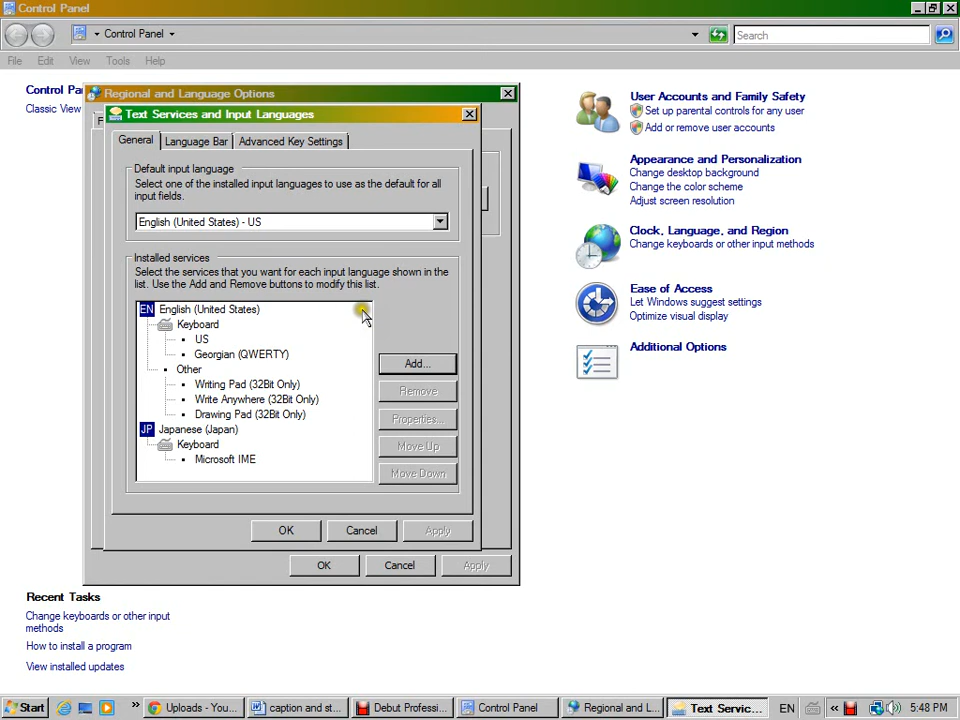 Control Panel
Control Panel
Search
File Edit View Tools Help
Control Pa
Classic View
Regional and Language Options
F
Text Services and Input Languages
General Language Bar Advanced Key Settings
Default input language
Select one of the installed input languages to use as the default for all
input fields.
English (United States) - US
Installed services
Select the services that you want for each input language shown in the
list. Use the Add and Remove buttons to modify this list.
EN English (United States)
Keyboard
US
Georgian (QWERTY)
Other
Writing Pad (32Bit Only)
Write Anywhere (32Bit Only)
Drawing Pad (32Bit Only)
JP Japanese (Japan)
Keyboard
Microsoft IME
Add...
Remove
Properties...
Move Up
Move Down
OK Cancel Apply
OK Cancel Apply
User Accounts and Family Safety
Set up parental controls for any user
Add or remove user accounts
Appearance and Personalization
Change desktop background
Change the color scheme
Adjust screen resolution
Clock, Language, and Region
Change keyboards or other input methods
Ease of Access
Let Windows suggest settings
Optimize visual display
Additional Options
Recent Tasks
Change keyboards or other input
methods
How to install a program
View installed updates
Start Uploads - You... caption and st... Debut Professi... Control Panel Regional and L... Text Servic... EN 5:48 PM